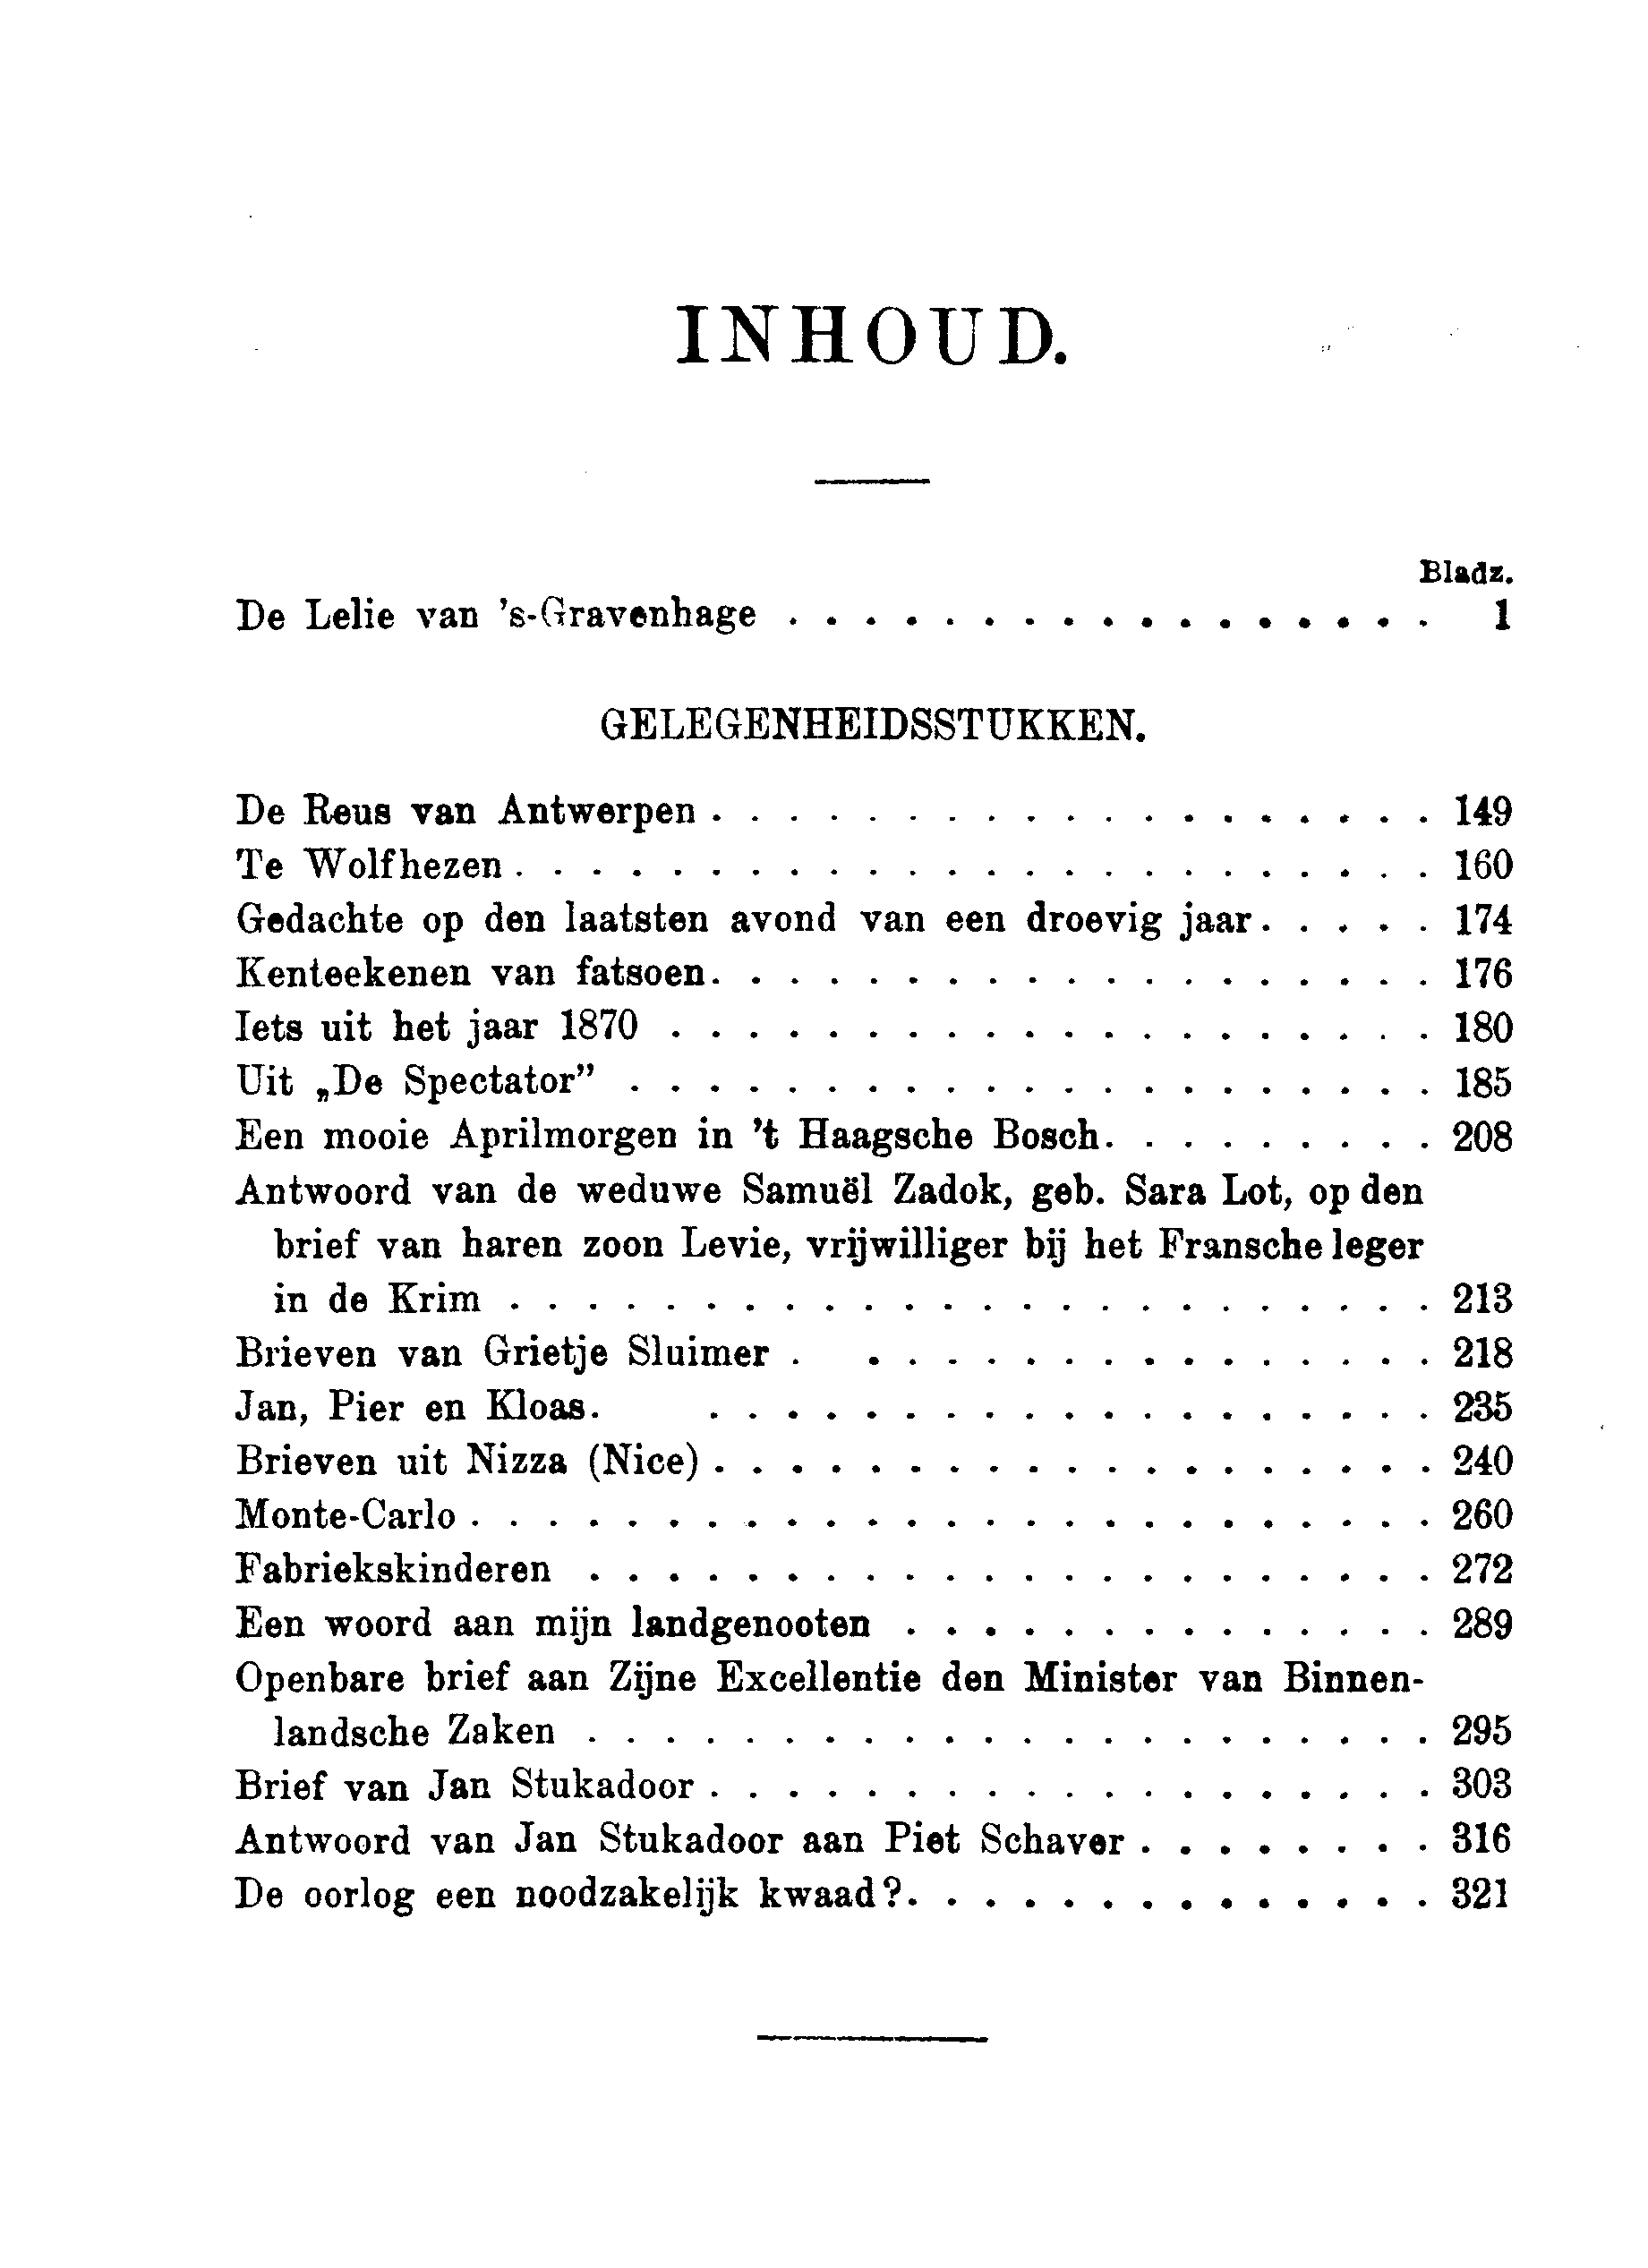 INHOUD.
Bladz.
De Lelie van 's-Gravenhage . . . . . . . . . . . . . . . . . 1
GELEGENHEIDSSTUKKEN.
De Reus van Antwerpen . . . . . . . . . . . . . . . . . . . 149
Te Wolfhezen . . . . . . . . . . . . . . . . . . . . . . . . 160
Gedachte op den laatsten avond van een droevig jaar . . . . . 174
Kenteekenen van fatsoen. . . . . . . . . . . . . . . . . . . 176
Iets uit het jaar 1870 . . . . . . . . . . . . . . . . . . . . 180
Uit „De Spectator” . . . . . . . . . . . . . . . . . . . . . 185
Een mooie Aprilmorgen in 't Haagsche Bosch. . . . . . . . . 208
Antwoord van de weduwe Samuël Zadok, geb. Sara Lot, op den
brief van haren zoon Levie, vrijwilliger bij het Fransche leger
in de Krim . . . . . . . . . . . . . . . . . . . . . . . . 213
Brieven van Grietje Sluimer . . . . . . . . . . . . . . . . 218
Jan, Pier en Kloas. . . . . . . . . . . . . . . . . . . . 235
Brieven uit Nizza (Nice) . . . . . . . . . . . . . . . . . . . 240
Monte-Carlo . . . . . . . . . . . . . . . . . . . . . . . . . 260
Fabriekskinderen . . . . . . . . . . . . . . . . . . . . . . 272
Een woord aan mijn landgenooten . . . . . . . . . . . . . . 289
Openbare brief aan Zijne Excellentie den Minister van Binnen-
landsche Zaken . . . . . . . . . . . . . . . . . . . . . . 295
Brief van Jan Stukadoor . . . . . . . . . . . . . . . . . . . 303
Antwoord van Jan Stukadoor aan Piet Schaver . . . . . . . . 316
De oorlog een noodzakelijk kwaad?. . . . . . . . . . . . . . 321